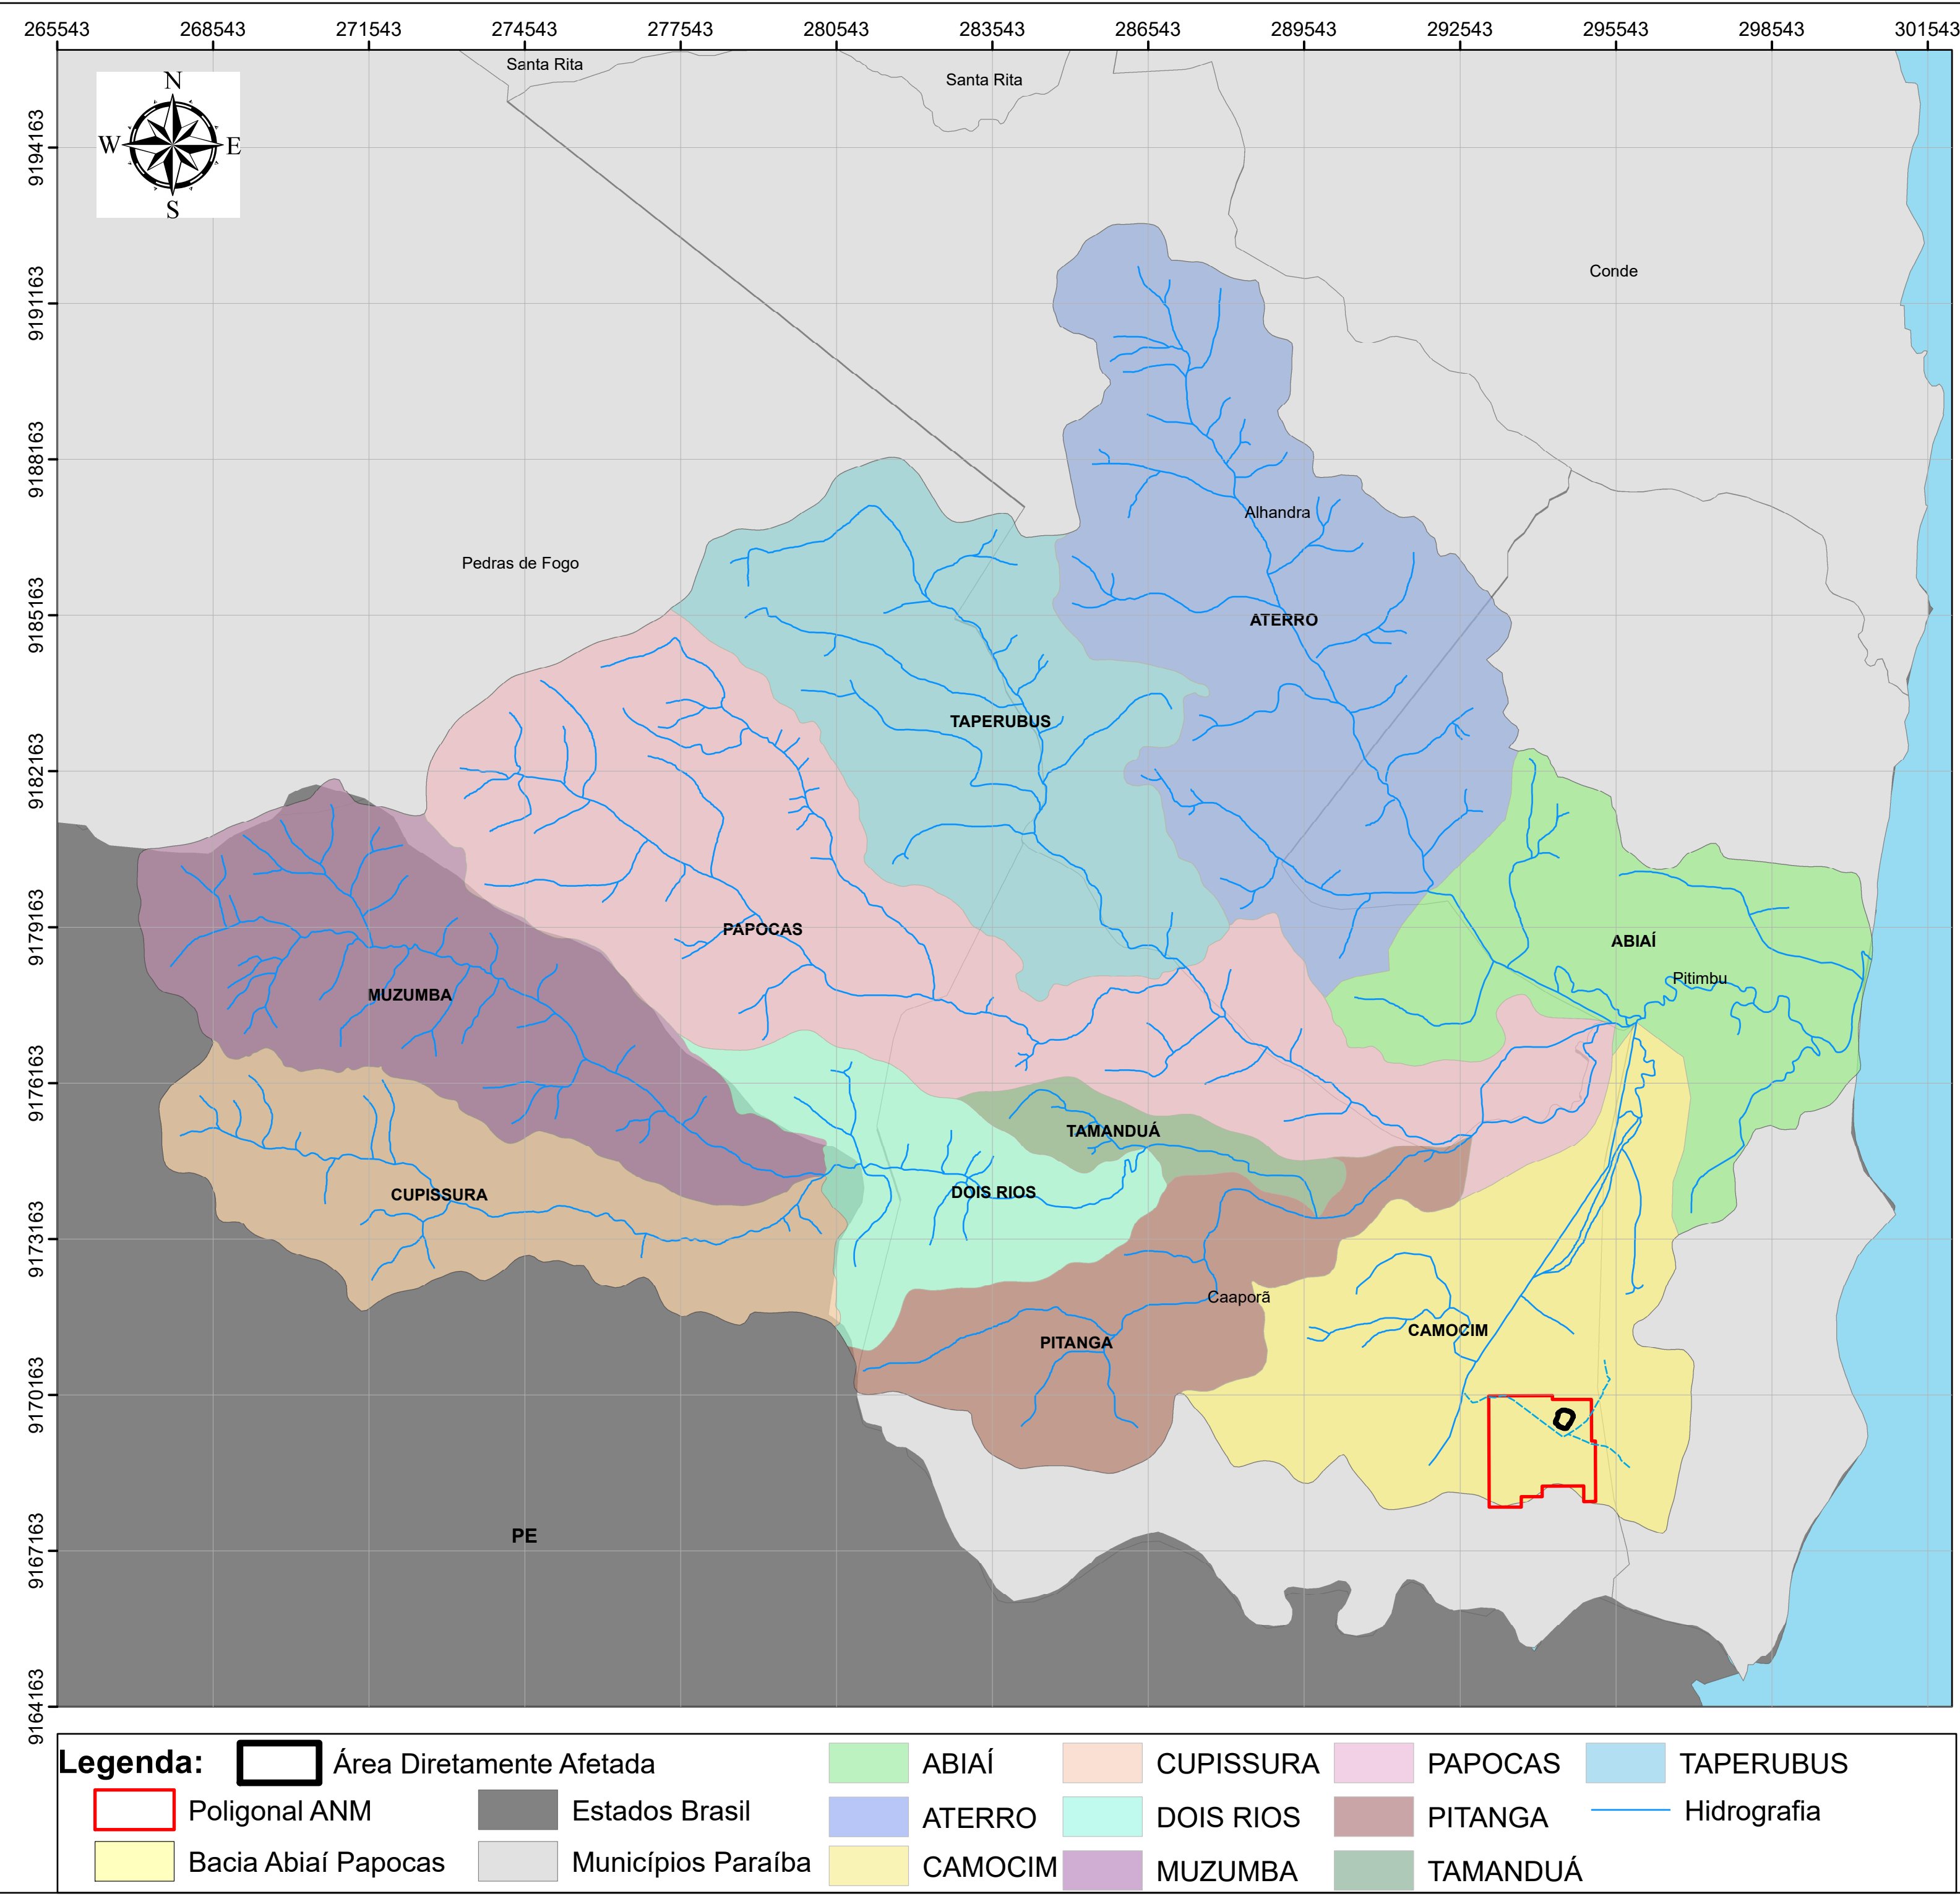 265543 268543 271543 274543 277543 280543 283543 286543 289543 292543 295543 298543 301543
Santa Rita
Santa Rita
N
W E
S
9194163
Conde
9191163
9188163
Alhandra
Pedras de Fogo
9185163
ATERRO
TAPERUBUS
9182163
9179163
PAPOCAS
ABIAÍ
Pitimbu
MUZUMBA
9176163
TAMANDUÁ
CUPISSURA
DOIS RIOS
9173163
Caaporã
CAMOCIM
PITANGA
9170163
PE
9167163
9164163
Legenda: Área Diretamente Afetada ABIAÍ CUPISSURA PAPOCAS TAPERUBUS
Poligonal ANM Estados Brasil ATERRO DOIS RIOS PITANGA Hidrografia
Bacia Abiaí Papocas Municípios Paraíba CAMOCIM MUZUMBA TAMANDUÁ